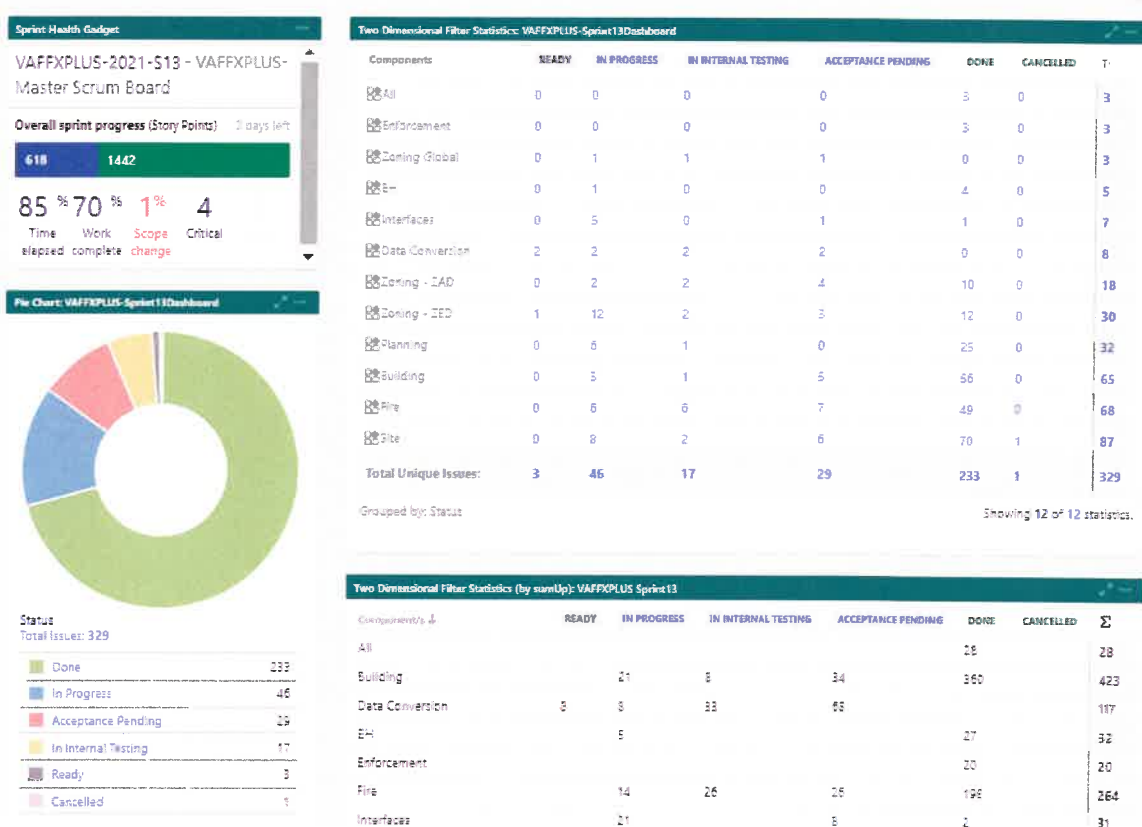 Sprint Health Gadget
VAFFXPLUS-2021-S13 - VAFFXPLUS-
Master Scrum Board
Overall sprint progress (Story Points) days left
618 1442
85 % 70 % 1% 4
Time Work Scope Critical
elapsed complete change
Pie Chart: VAFFXPLUS-Sprint13Dashboard
Status
Total Issues: 329
Done 233
In Progress 46
Acceptance Pending 29
In Internal Testing 17
Ready 3
Cancelled 1
Two Dimensional Filter Statistics: VAFFXPLUS-Sprint13Dashboard
Components READY IN PROGRESS IN INTERNAL TESTING ACCEPTANCE PENDING DONE CANCELLED T:
All 0 0 0 0 3 0 3
Enforcement 0 0 0 0 3 0 3
Zoning Global 0 1 1 1 0 0 3
EH 0 1 0 0 4 0 5
Interfaces 0 5 0 1 1 0 7
Data Conversion 2 2 2 2 0 0 8
Zoning - ZAD 0 2 2 4 10 0 18
Zoning - ZED 1 12 2 3 12 0 30
Planning 0 6 1 0 25 0 32
Building 0 3 1 5 56 0 65
Fire 0 6 6 7 49 0 68
Site 0 8 2 6 70 1 87
Total Unique Issues: 3 46 17 29 233 1 329
Grouped by: Status
Showing 12 of 12 statistics.
Two Dimensional Filter Statistics (by sumUp): VAFFXPLUS Sprint13
Component/s READY IN PROGRESS IN INTERNAL TESTING ACCEPTANCE PENDING DONE CANCELLED Σ
All 28 28
Building 21 8 34 360 423
Data Conversion 8 8 33 68 117
EH 5 27 32
Enforcement 20 20
Fire 14 26 26 198 264
Interfaces 21 8 2 31